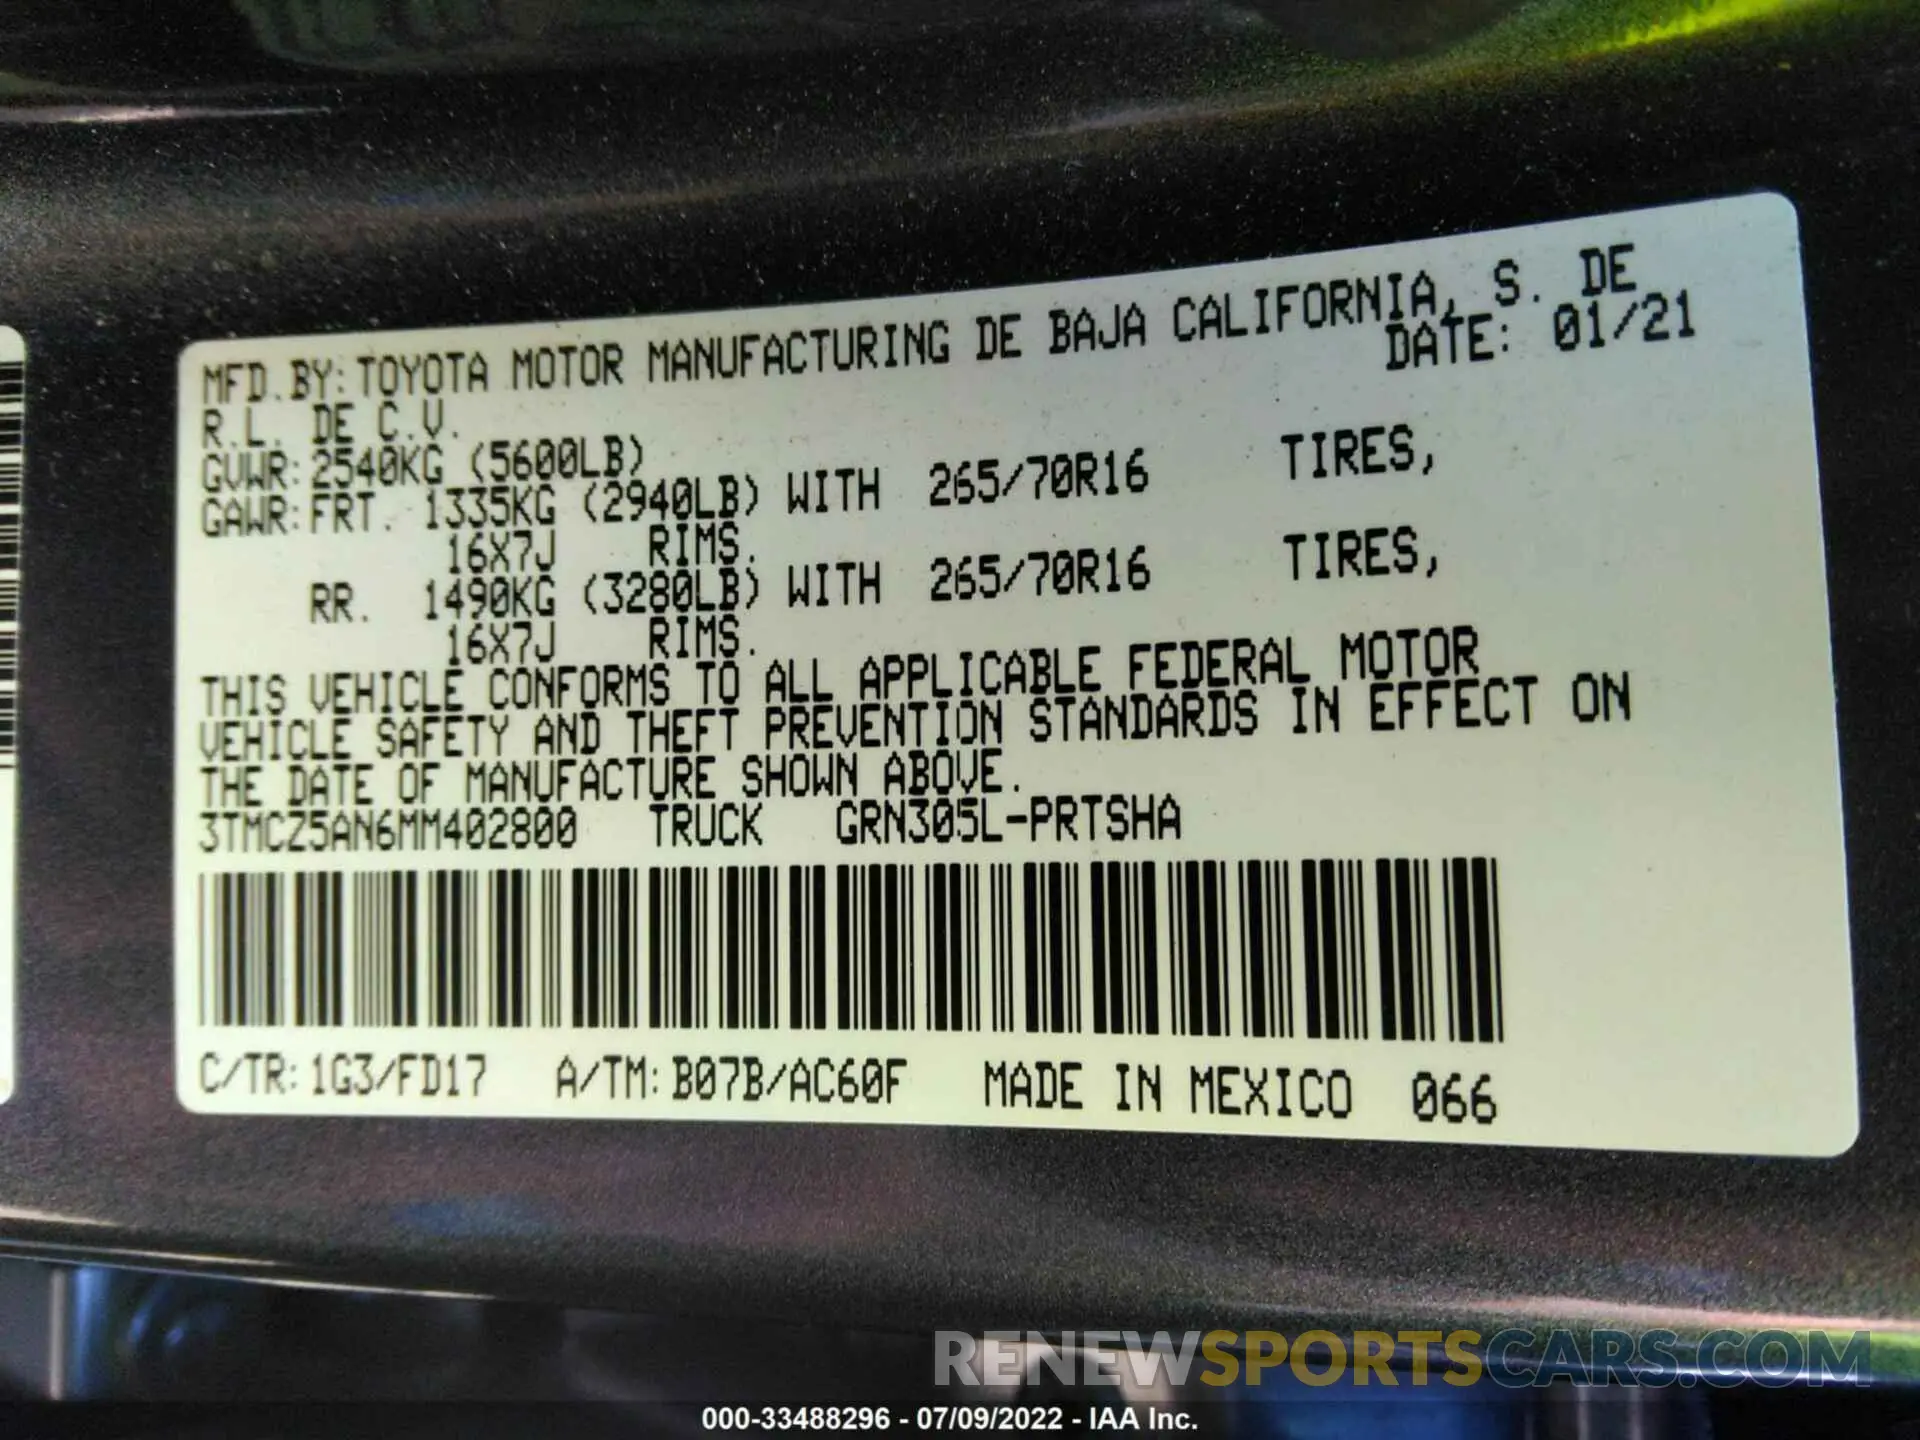 MFD.BY:TOYOTA MOTOR MANUFACTURING DE BAJA CALIFORNIA, S. DE
R.L. DE C.V. DATE: 01/21
GVWR:2540KG (5600LB)
GAWR:FRT. 1335KG (2940LB) WITH 265/70R16 TIRES,
16X7J RIMS.
RR. 1490KG (3280LB) WITH 265/70R16 TIRES,
16X7J RIMS.
THIS VEHICLE CONFORMS TO ALL APPLICABLE FEDERAL MOTOR
VEHICLE SAFETY AND THEFT PREVENTION STANDARDS IN EFFECT ON
THE DATE OF MANUFACTURE SHOWN ABOVE.
3TMCZ5AN6MM402800 TRUCK GRN305L-PRTSHA
C/TR:1G3/FD17 A/TM:B07B/AC60F MADE IN MEXICO 066
RENEWSPORTSCARS.COM
000-33488296 - 07/09/2022 - IAA Inc.